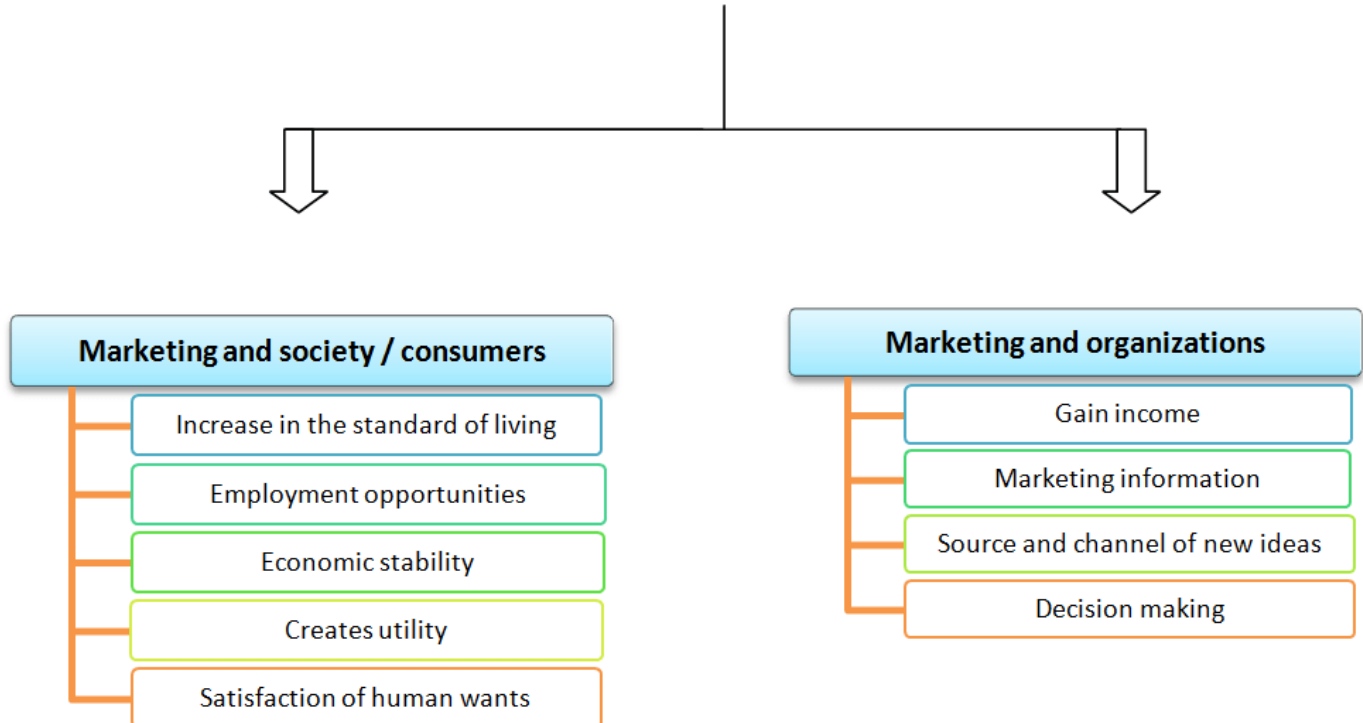 Marketing and society / consumers
Increase in the standard of living
Employment opportunities
Economic stability
Creates utility
Satisfaction of human wants
Marketing and organizations
Gain income
Marketing information
Source and channel of new ideas
Decision making